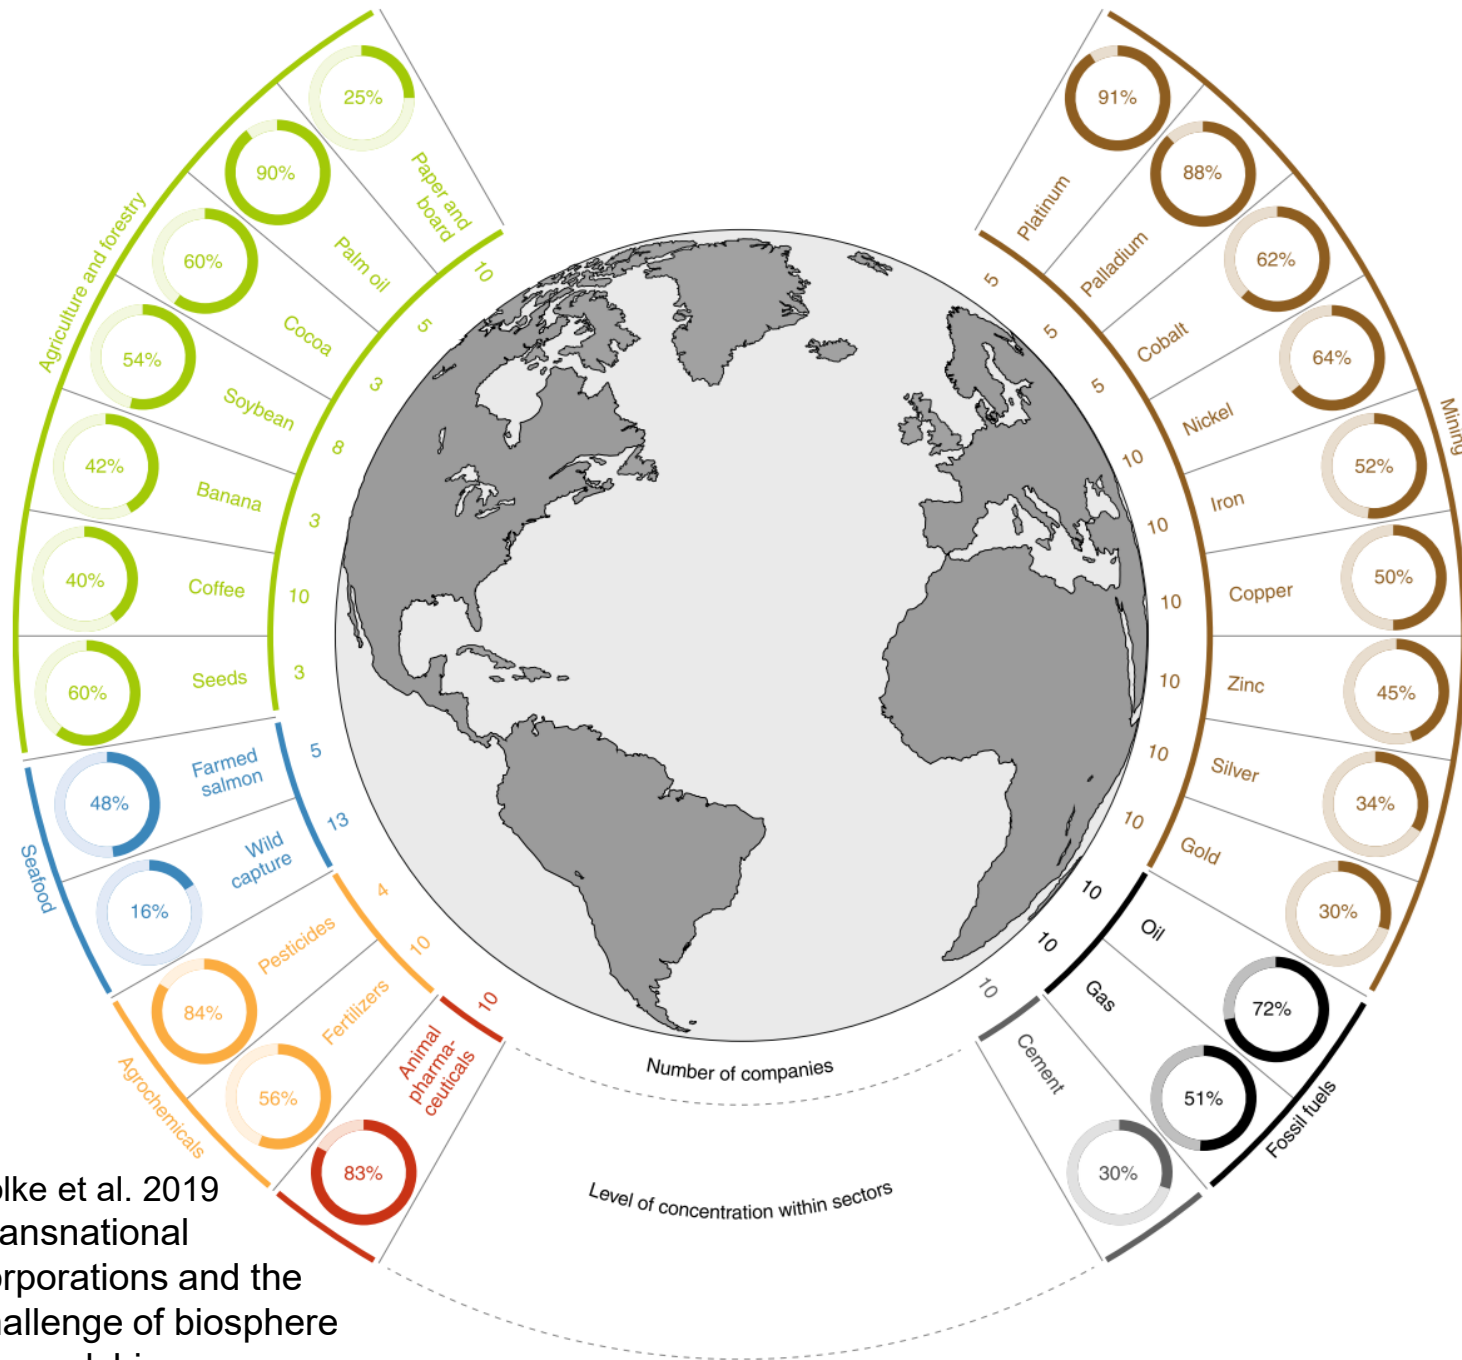 Agriculture and forestry
25%
Paper and
board
10
90%
Palm oil
5
60%
Cocoa
3
54%
Soybean
8
42%
Banana
3
40%
Coffee
10
60%
Seeds
3
Seafood
48%
Farmed
salmon
5
16%
Wild
capture
13
Agrochemicals
84%
Pesticides
4
56%
Fertilizers
10
83%
Animal
pharma-
ceuticals
10
Mining
91%
Platinum
5
88%
Palladium
5
62%
Cobalt
5
64%
Nickel
10
52%
Iron
10
50%
Copper
10
45%
Zinc
10
34%
Silver
10
30%
Gold
10
Fossil fuels
72%
Oil
10
51%
Gas
10
30%
Cement
10
Number of companies
Level of concentration within sectors
et al. 2019
and the
of biosphere